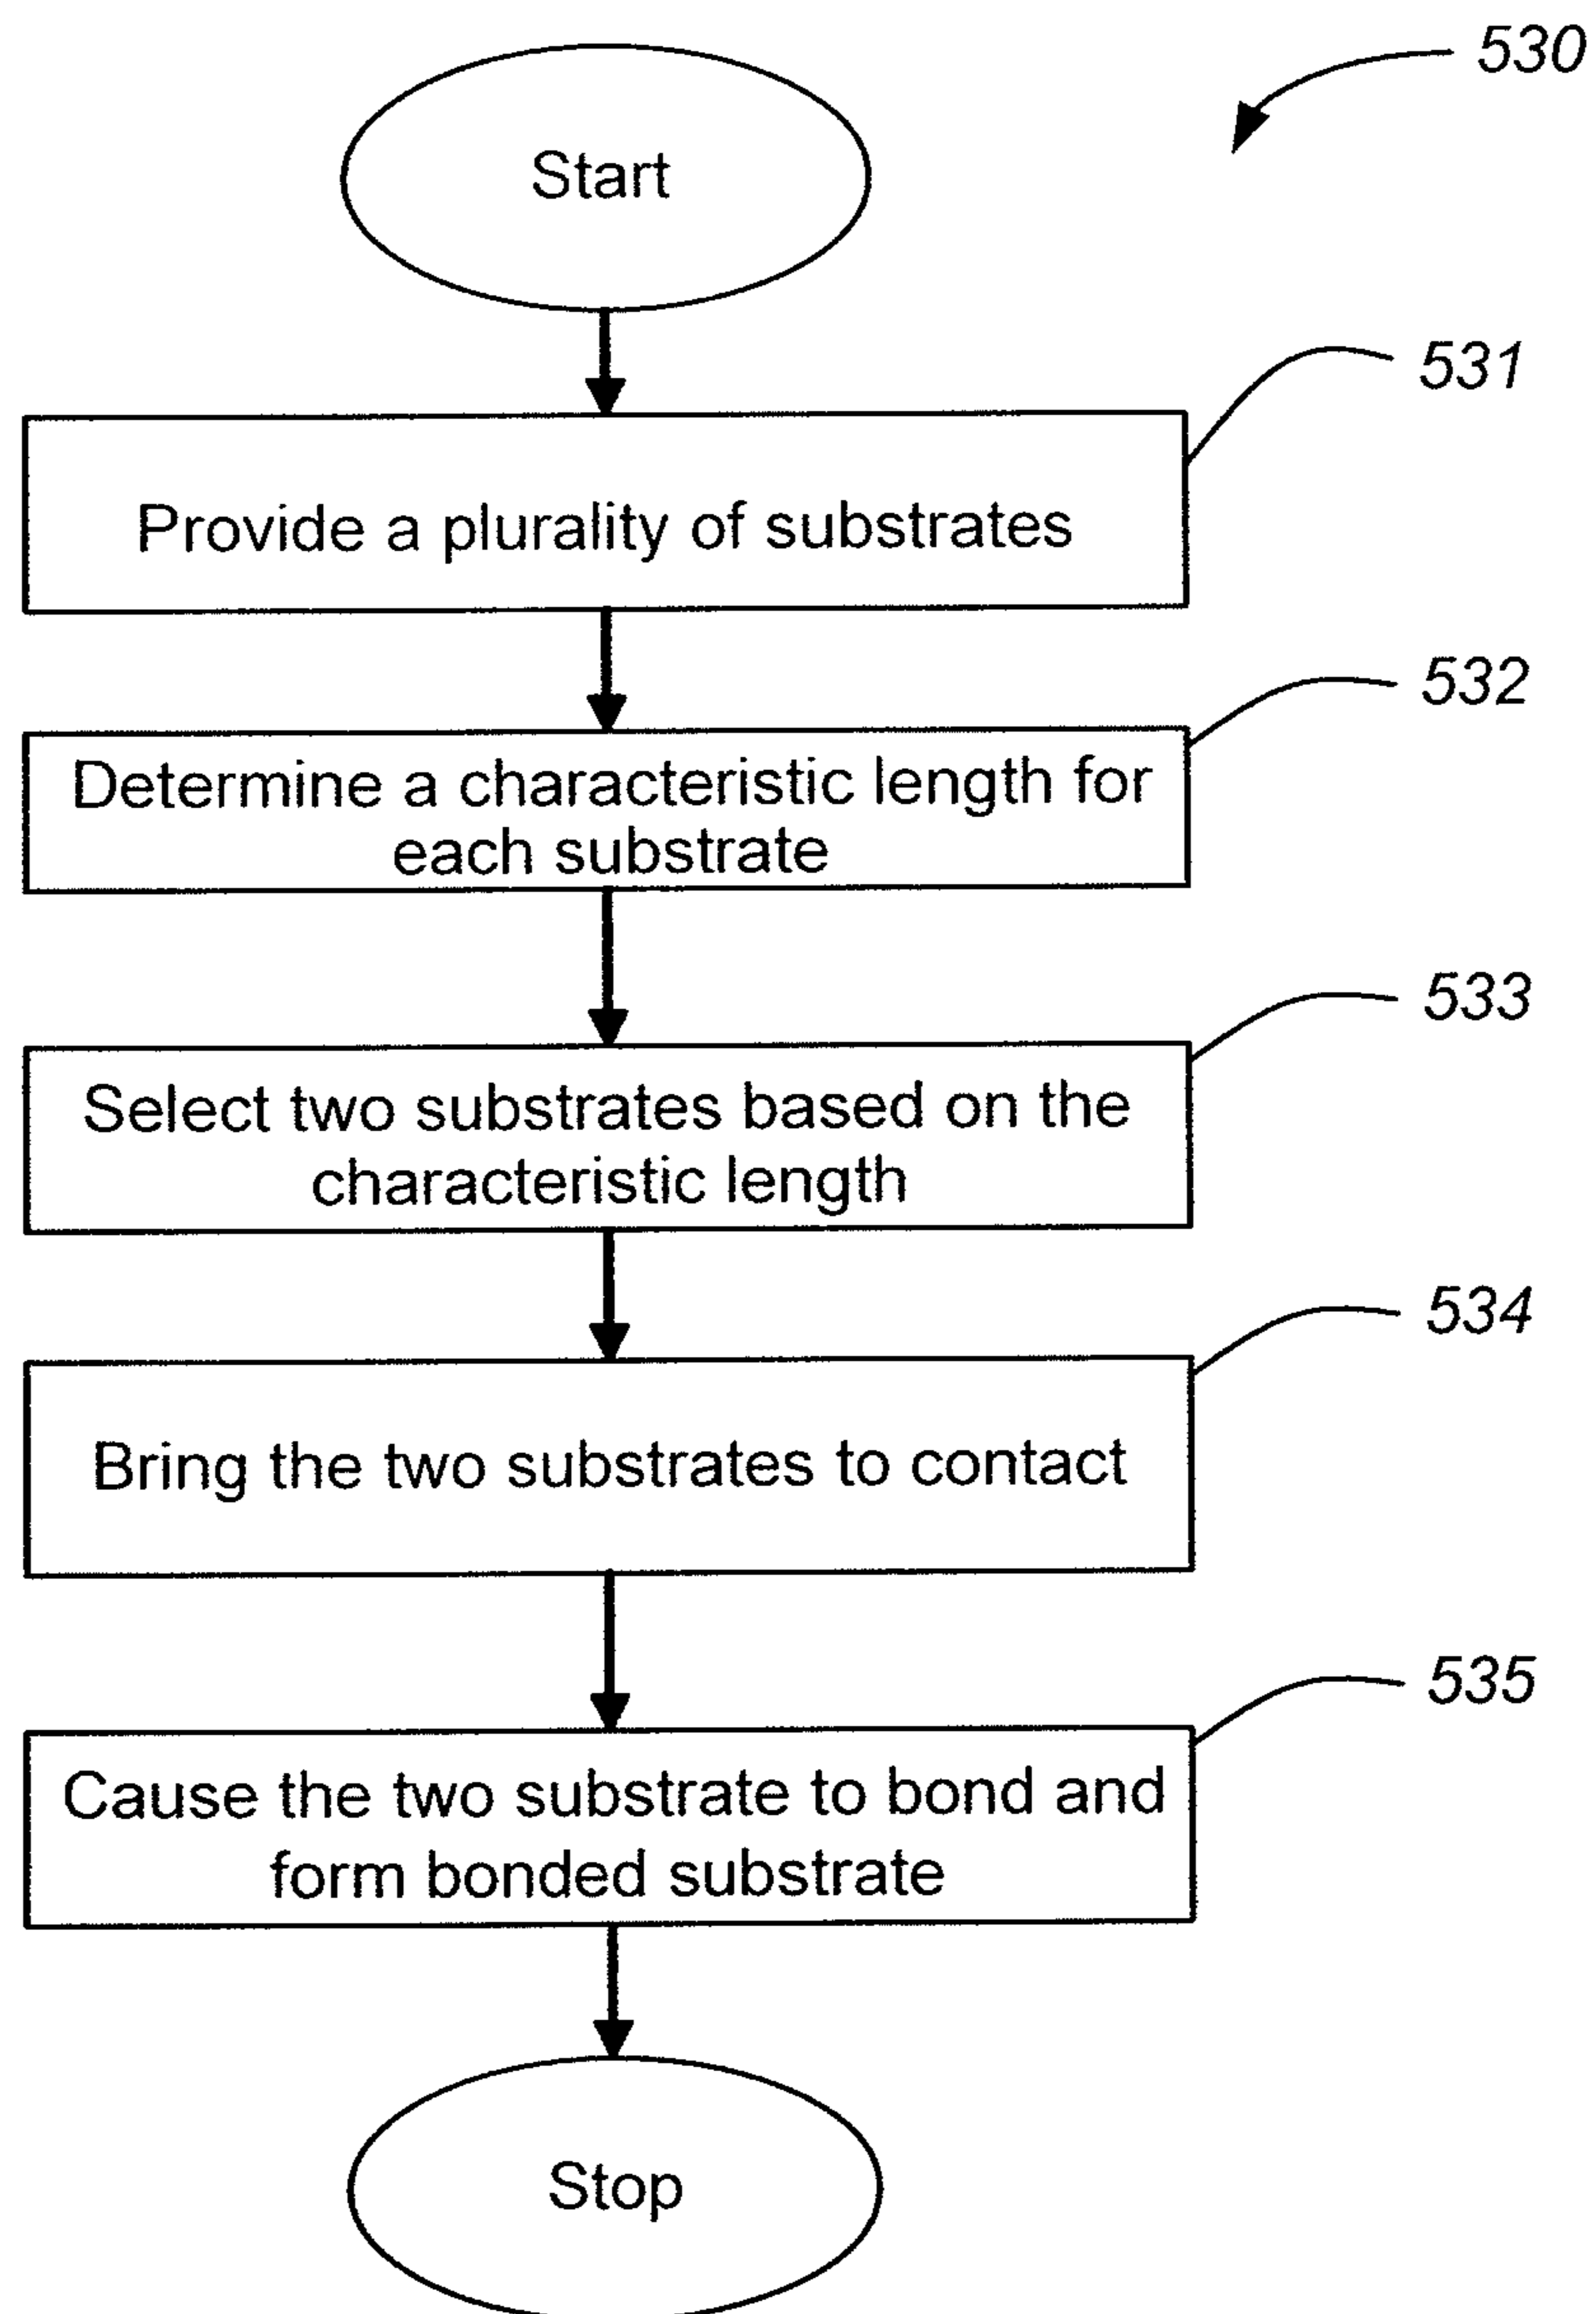 530
Start
531
Provide a plurality of substrates
532
Determine a characteristic length for
each substrate
533
Select two substrates based on the
characteristic length
534
Bring the two substrates to contact
535
Cause the two substrate to bond and
form bonded substrate
Stop